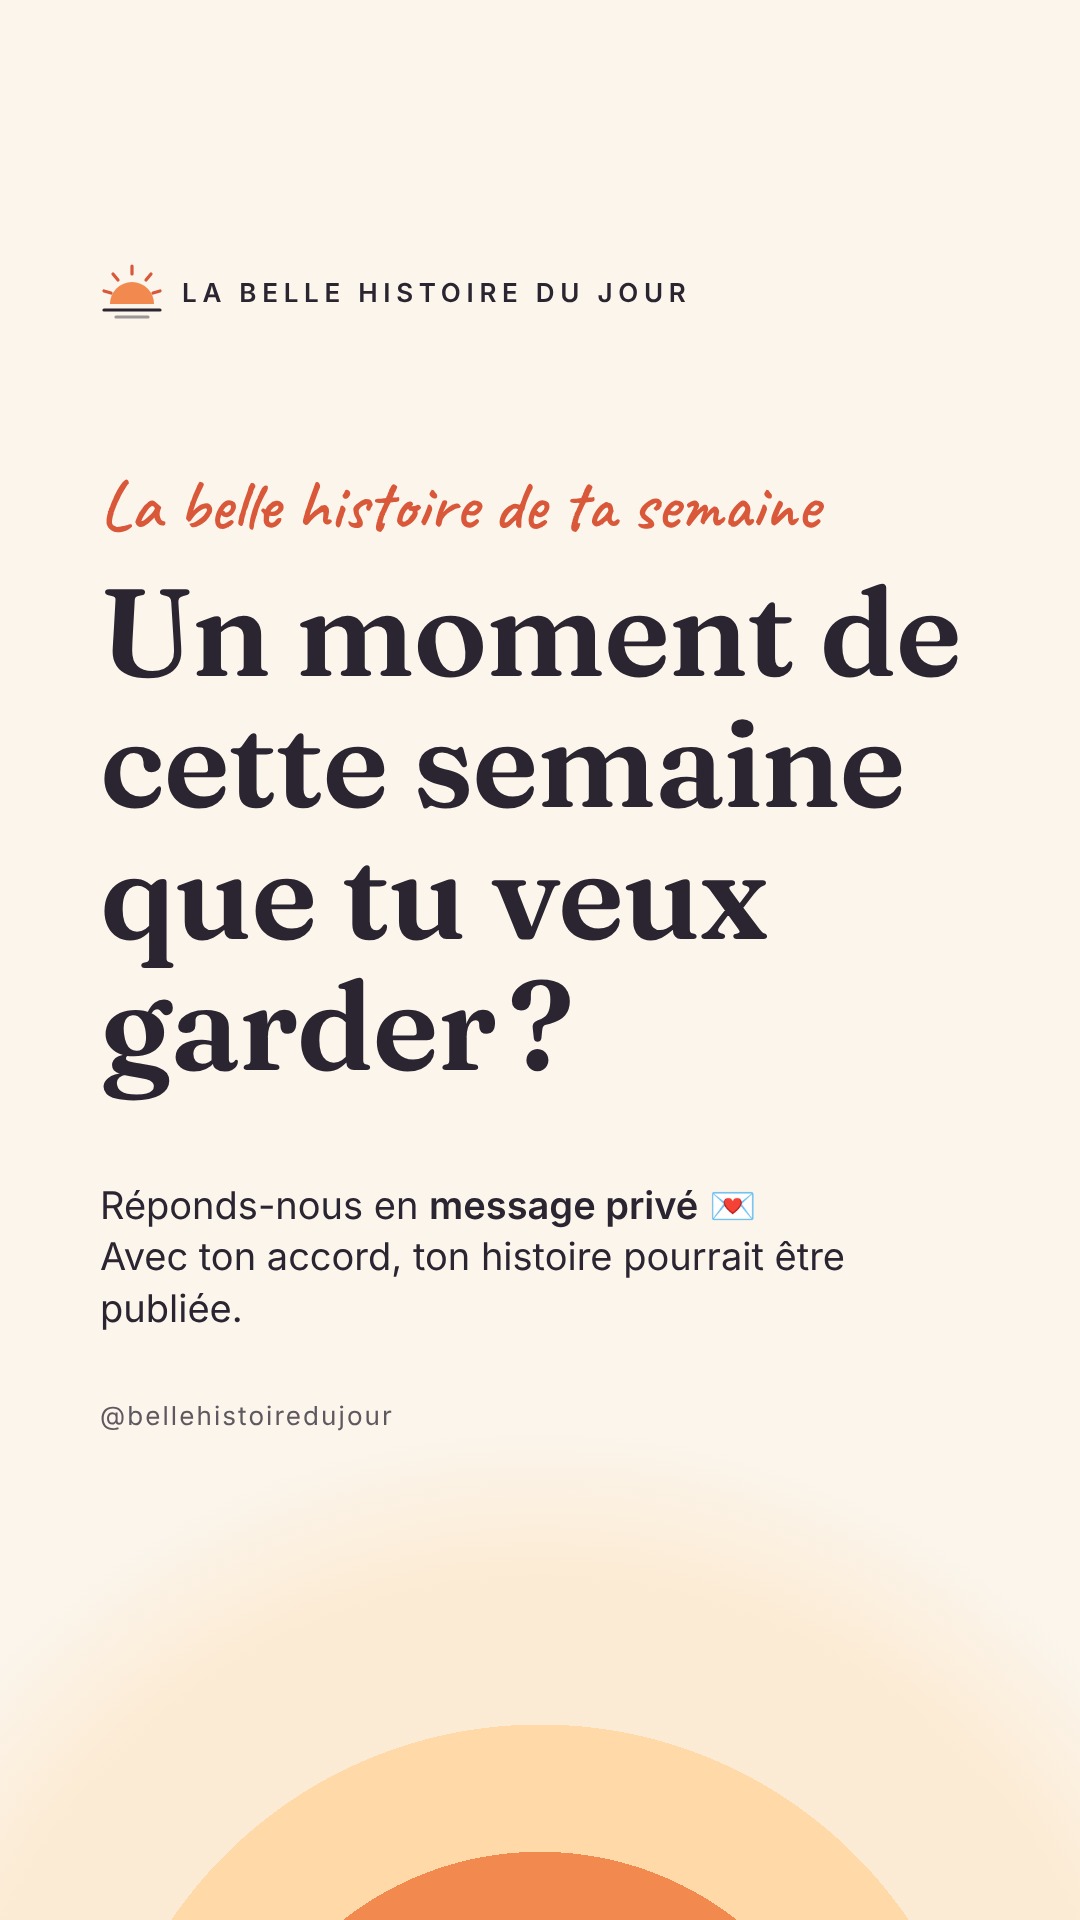 LA BELLE HISTOIRE DU JOUR
La belle histoire de ta semaine
Un moment de
cette semaine
que tu veux
garder ?
Réponds-nous en message privé 💌
Avec ton accord, ton histoire pourrait être
publiée.
@bellehistoiredujour